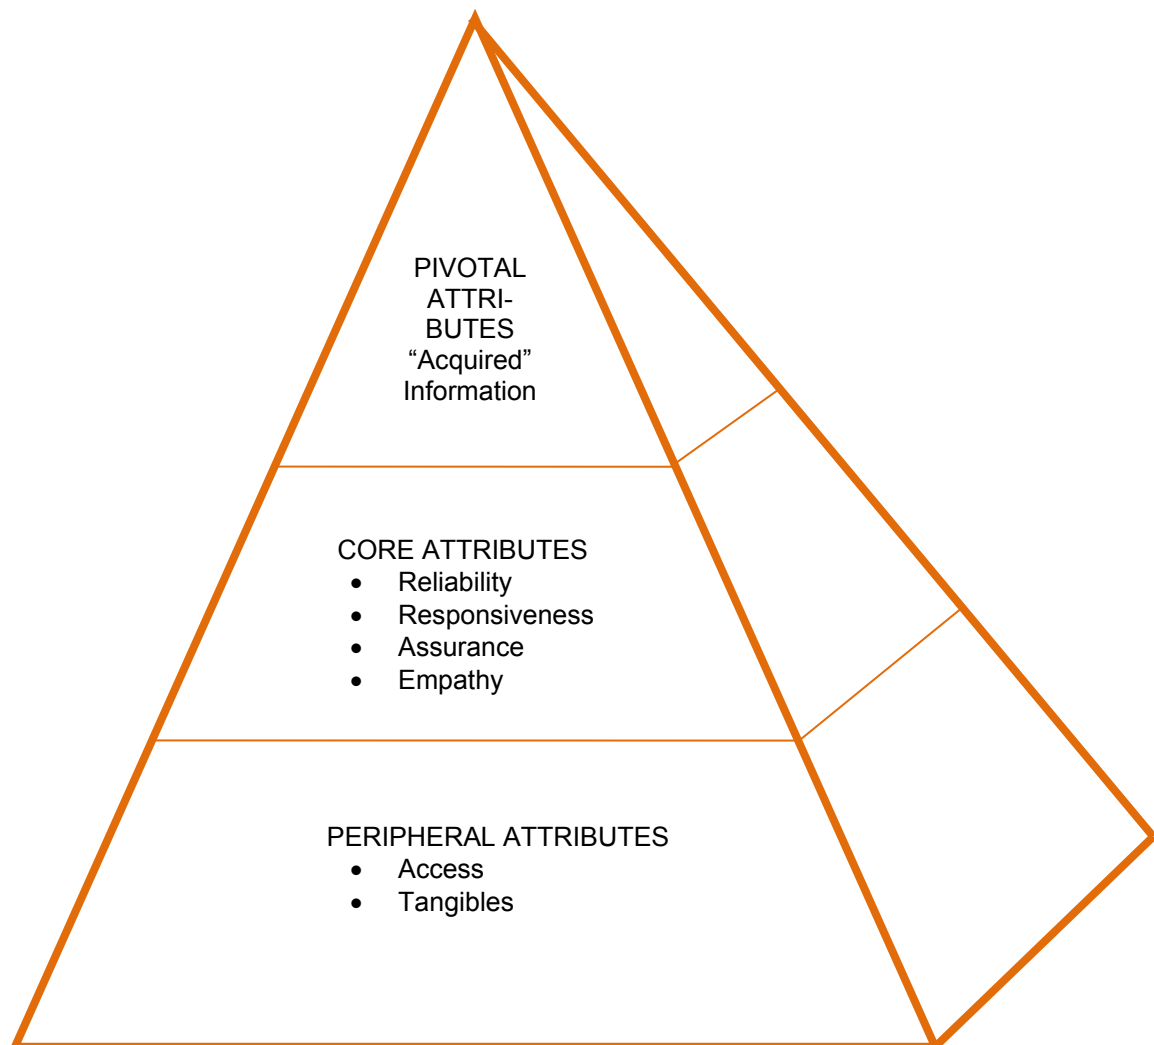 PIVOTAL
ATTRI-
BUTES
“Acquired”
Information
CORE ATTRIBUTES
• Reliability
• Responsiveness
• Assurance
• Empathy
PERIPHERAL ATTRIBUTES
• Access
• Tangibles